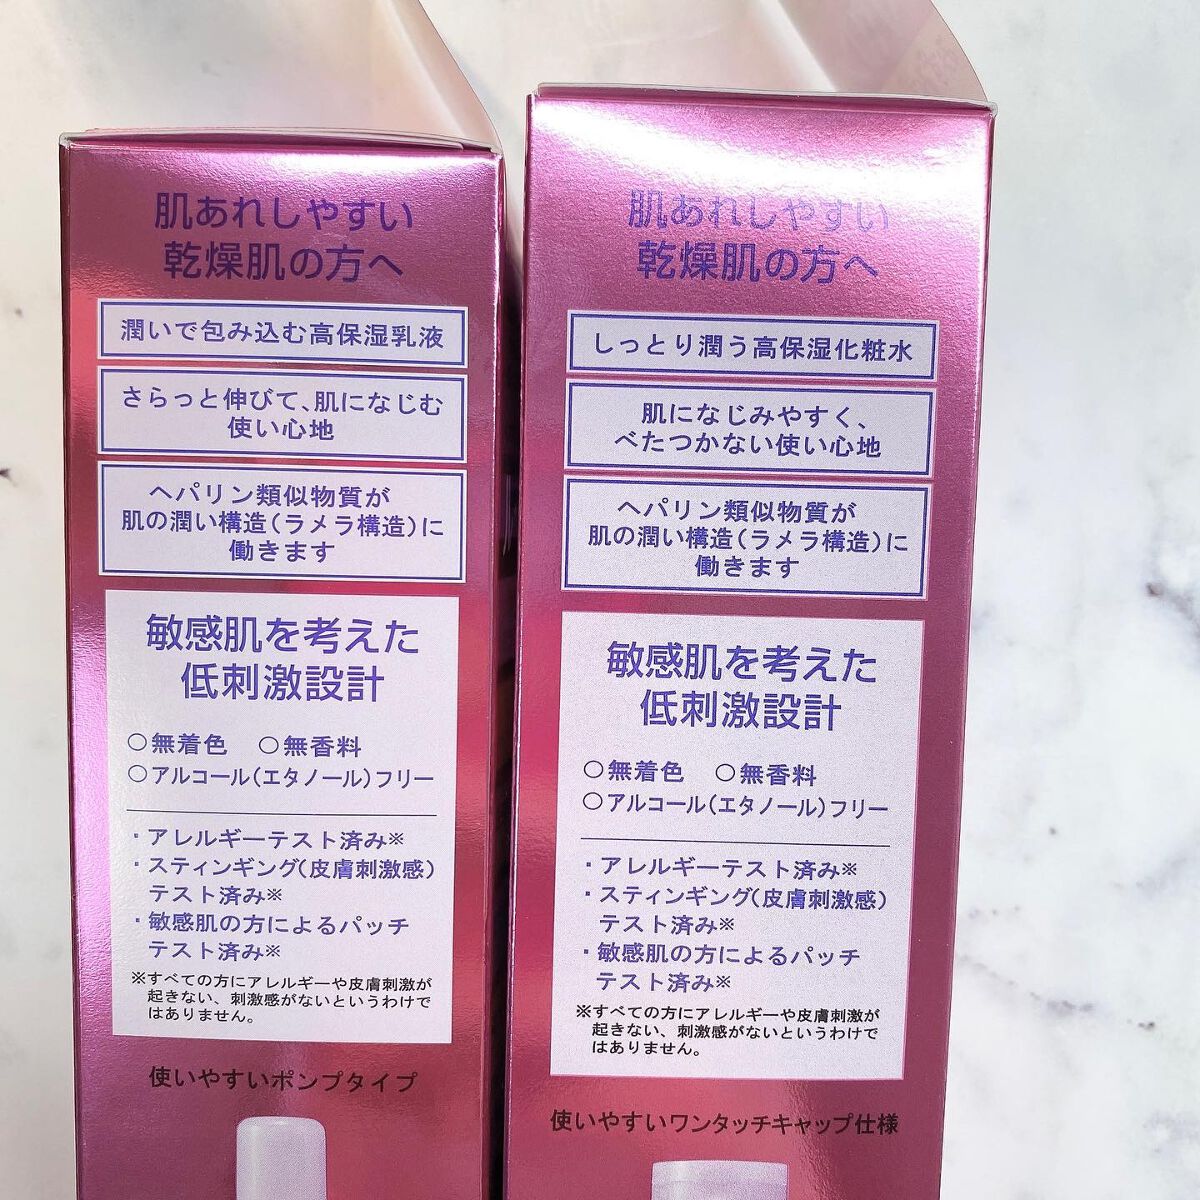 肌あれしやすい
乾燥肌の方へ
潤いで包み込む高保湿乳液
さらっと伸びて、肌になじむ
使い心地
ヘパリン類似物質が
肌の潤い構造(ラメラ構造)に
働きます
敏感肌を考えた
低刺激設計
○無着色 ○無香料
○アルコール(エタノール)フリー
・アレルギーテスト済み※
・スティンギング(皮膚刺激感)
テスト済み※
・敏感肌の方によるパッチ
テスト済み※
※すべての方にアレルギーや皮膚刺激が
起きない、刺激感がないというわけで
はありません。
使いやすいポンプタイプ
肌あれしやすい
乾燥肌の方へ
しっとり潤う高保湿化粧水
肌になじみやすく、
べたつかない使い心地
ヘパリン類似物質が
肌の潤い構造(ラメラ構造)に
働きます
敏感肌を考えた
低刺激設計
○無着色 ○無香料
○アルコール(エタノール)フリー
・アレルギーテスト済み※
・スティンギング(皮膚刺激感)
テスト済み※
・敏感肌の方によるパッチ
テスト済み※
※すべての方にアレルギーや皮膚刺激が
起きない、刺激感がないというわけで
はありません。
使いやすいワンタッチキャップ仕様